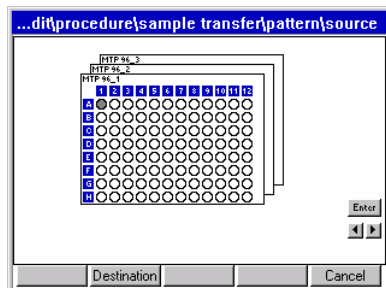 ...dit\procedure\sample transfer\pattern\source
MTP 96_3
MTP 96_2
MTP 96_1
1 2 3 4 5 6 7 8 9 10 11 12
A
B
C
D
E
F
G
H
Enter
Destination Cancel